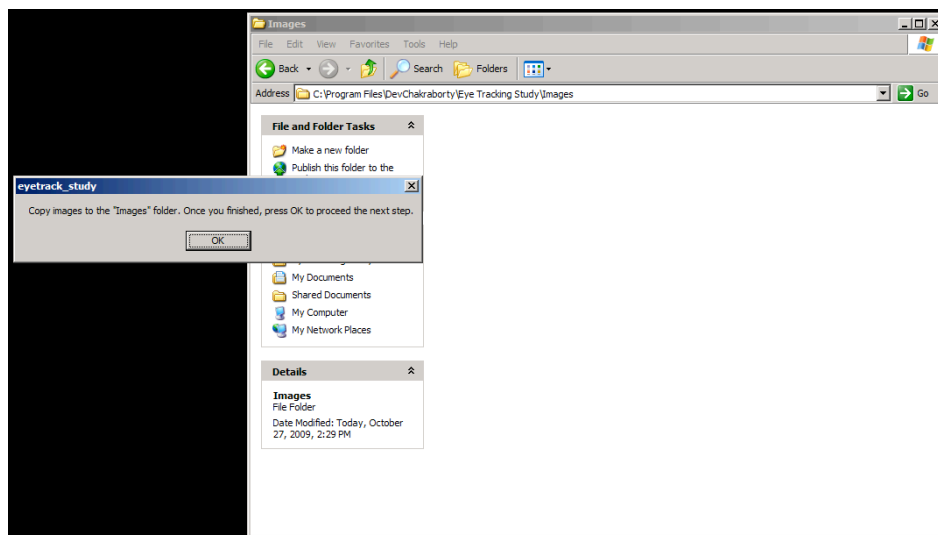 Images
File Edit View Favorites Tools Help
Back Search Folders
Address C:\Program Files\DevChakraborty\Eye Tracking Study\Images Go
File and Folder Tasks
Make a new folder
Publish this folder to the
eyetrack_study
Copy images to the "Images" folder. Once you finished, press OK to proceed the next step.
OK
My Documents
Shared Documents
My Computer
My Network Places
Details
Images
File Folder
Date Modified: Today, October
27, 2009, 2:29 PM